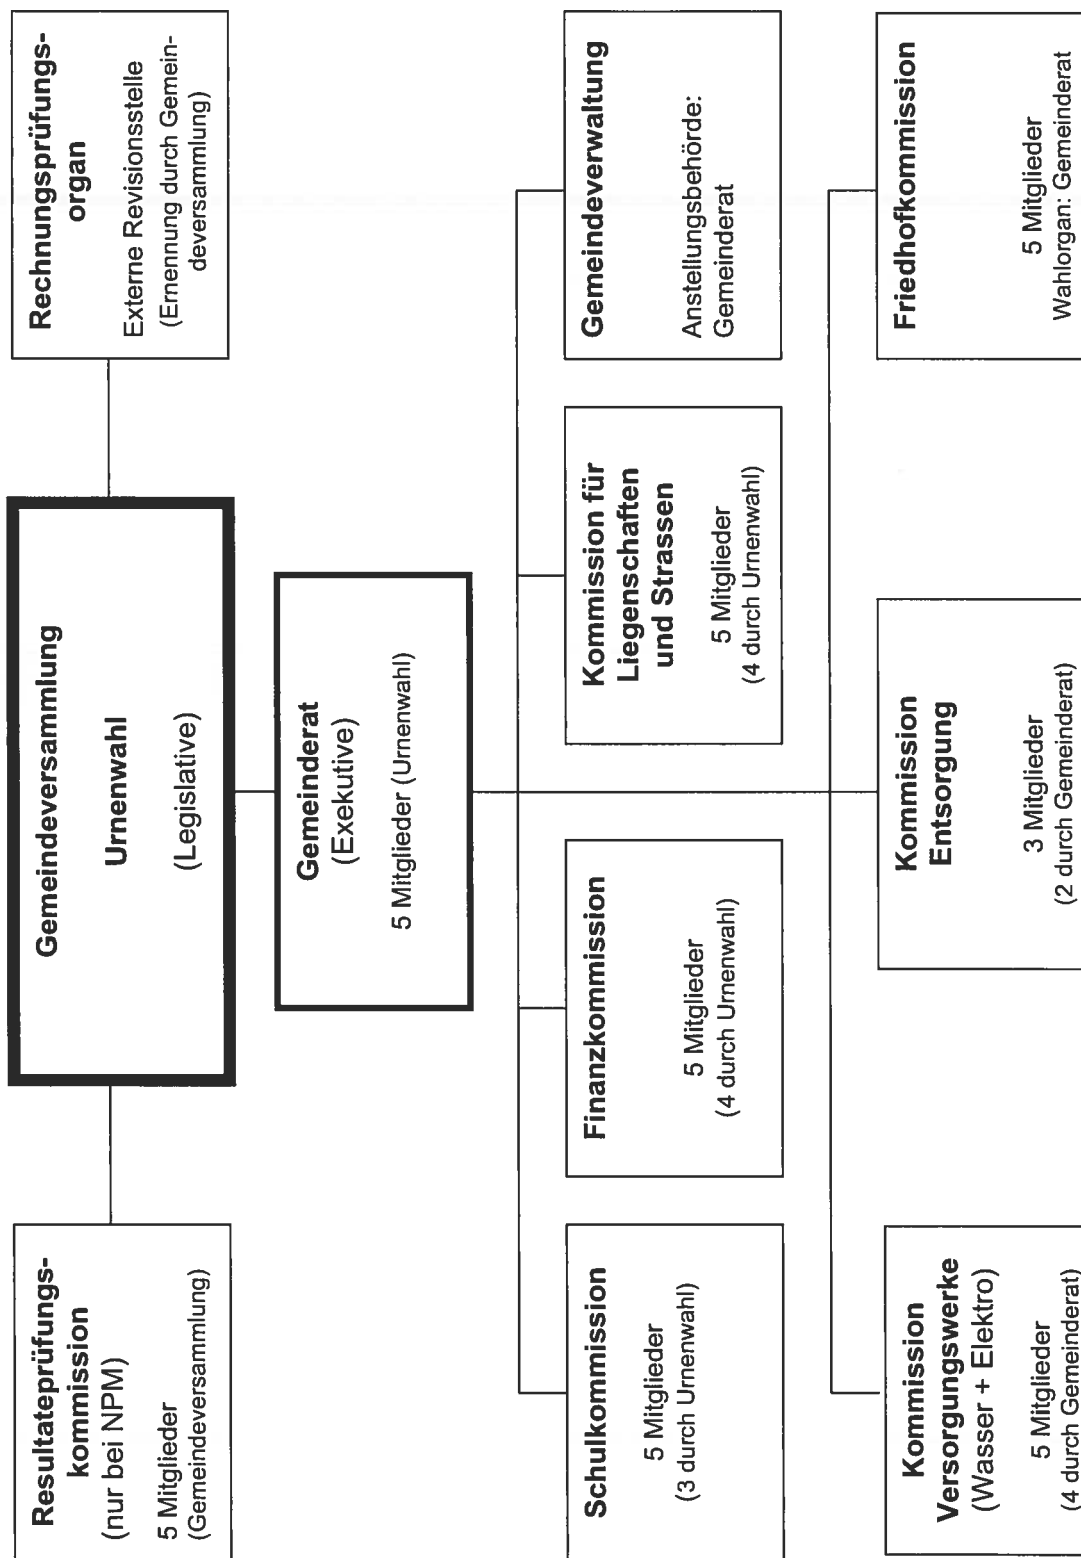 Resultateprüfungs-
kommission
(nur bei NPM)
5 Mitglieder
(Gemeindeversammlung)
Gemeindeversammlung
Urnenwahl
(Legislative)
Rechnungsprüfungs-
organ
Externe Revisionsstelle
(Ernennung durch Gemein-
deversammlung)
Gemeinderat
(Exekutive)
5 Mitglieder (Urnenwahl)
Schulkommission
5 Mitglieder
(3 durch Urnenwahl)
Finanzkommission
5 Mitglieder
(4 durch Urnenwahl)
Kommission für
Liegenschaften
und Strassen
5 Mitglieder
(4 durch Urnenwahl)
Gemeindeverwaltung
Anstellungsbehörde:
Gemeinderat
Kommission
Versorgungswerke
(Wasser + Elektro)
5 Mitglieder
(4 durch Gemeinderat)
Kommission
Entsorgung
3 Mitglieder
(2 durch Gemeinderat)
Friedhofkommission
5 Mitglieder
Wahlorgan: Gemeinderat